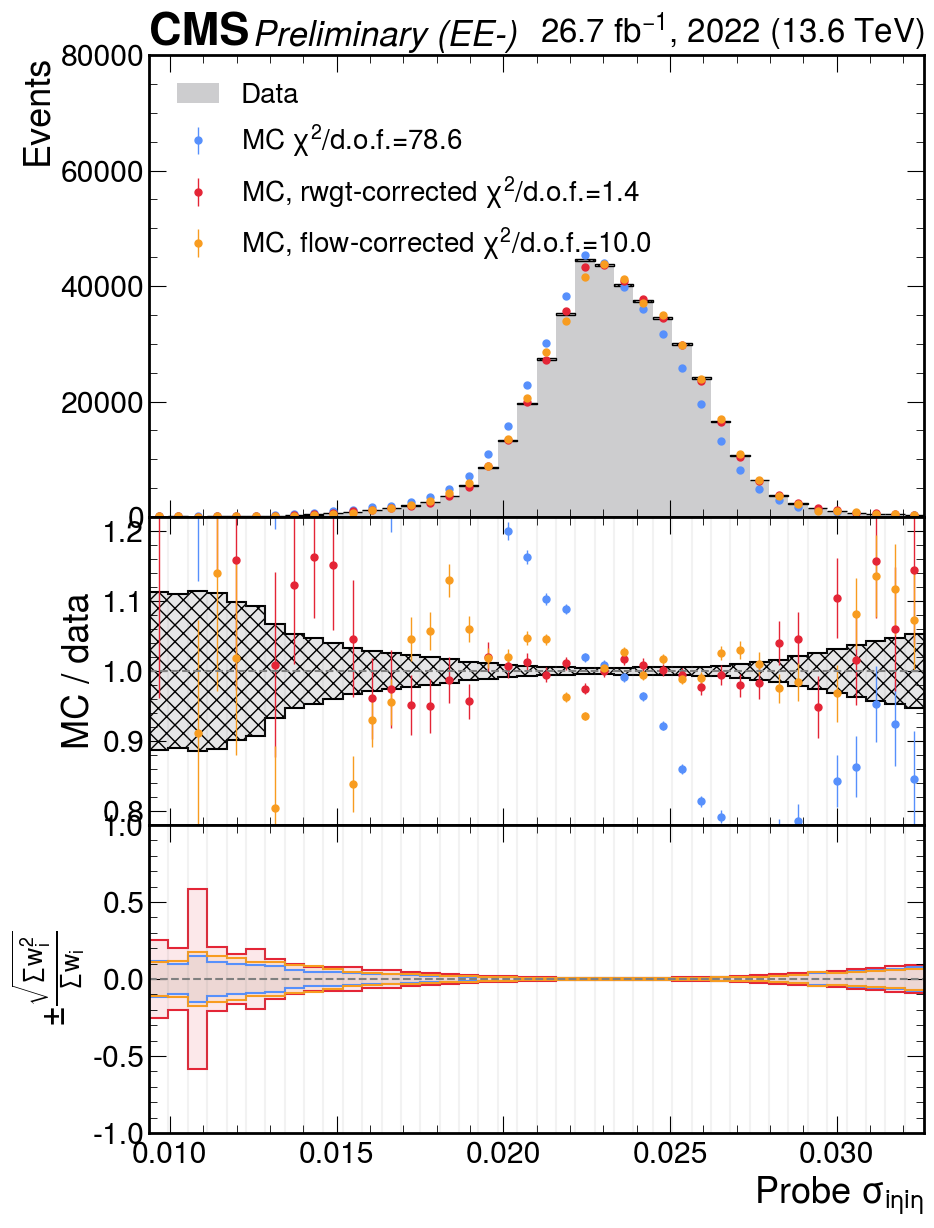 CMS Preliminary (EE-) 26.7 fb⁻¹, 2022 (13.6 TeV)
80000
Events
Data
MC χ²/d.o.f.=78.6
60000
MC, rwgt-corrected χ²/d.o.f.=1.4
MC, flow-corrected χ²/d.o.f.=10.0
40000
20000
0
1.2
1.1
MC / data
1.0
0.9
0.8
1.0
0.5
±√Σwᵢ²/Σwᵢ
0.0
-0.5
-1.0
0.010 0.015 0.020 0.025 0.030
Probe σiηiη